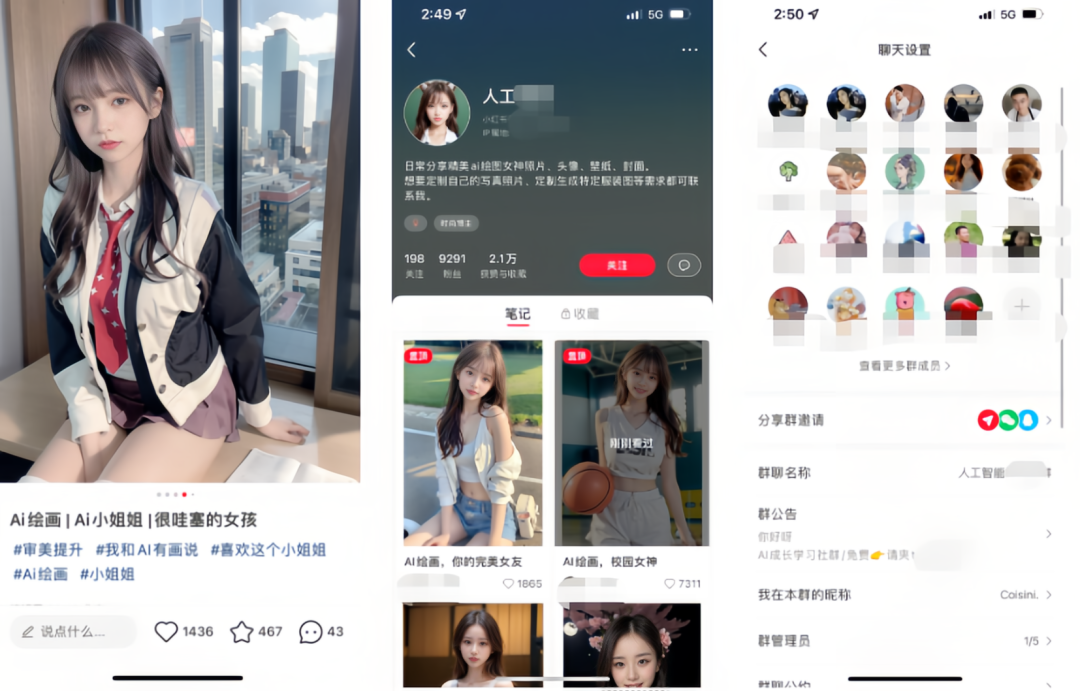 Ai绘画 | Ai小姐姐 |很哇塞的女孩
#审美提升 #我和AI有画说 #喜欢这个小姐姐
#Ai绘画 #小姐姐
说点什么...
1436
467
43
2:49
5G
人工
小红书
IP属地
日常分享精美ai绘图女神照片、头像、壁纸、封面。
想要定制自己的写真照片、定制生成特定服装图等需求都可联
系我。
时尚博主
198 9291 2.1万
关注 粉丝 获赞与收藏
关注
笔记 收藏
置顶
置顶
刚刚看过
Ai绘画，你的完美女友
1865
Ai绘画，校园女神
7311
2:50
5G
聊天设置
查看更多群成员
分享群邀请
群聊名称 人工智能
群公告
你好呀
AI成长学习社群/免费👉请爽
我在本群的昵称 Coisini.
群管理员 1/5
群聊公约